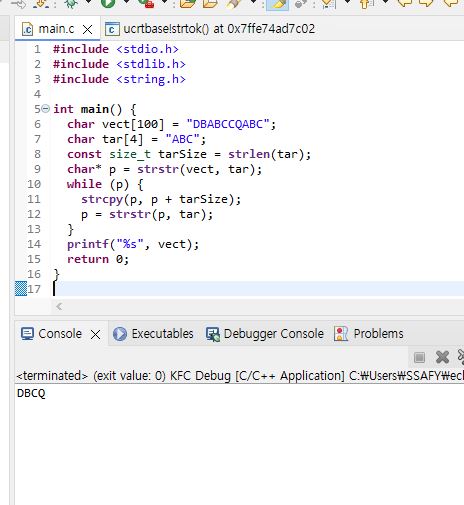 main.c ucrtbase!strtok() at 0x7ffe74ad7c02
1 #include <stdio.h>
2 #include <stdlib.h>
3 #include <string.h>
4
5 int main() {
6 char vect[100] = "DBABCCQABC";
7 char tar[4] = "ABC";
8 const size_t tarSize = strlen(tar);
9 char* p = strstr(vect, tar);
10 while (p) {
11 strcpy(p, p + tarSize);
12 p = strstr(p, tar);
13 }
14 printf("%s", vect);
15 return 0;
16 }
17
Console Executables Debugger Console Problems
<terminated> (exit value: 0) KFC Debug [C/C++ Application] C:₩Users₩SSAFY₩ecl
DBCQ